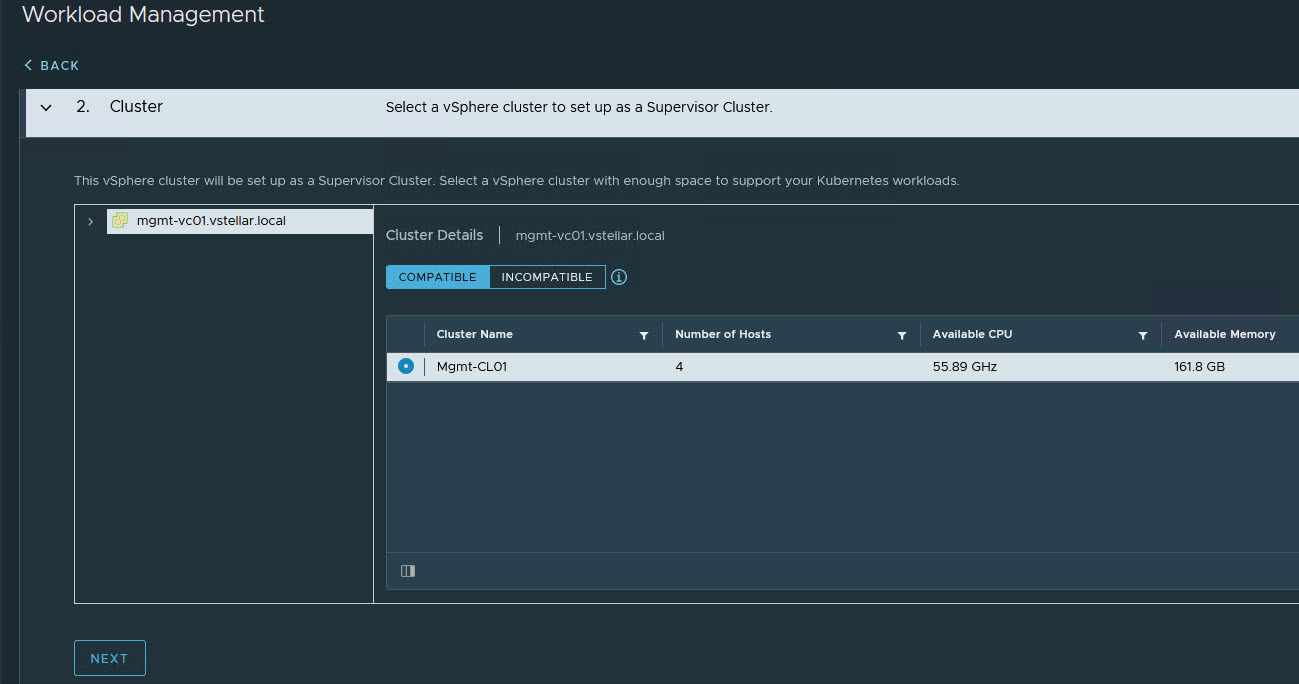 Workload Management
BACK
2. Cluster Select a vSphere cluster to set up as a Supervisor Cluster.
This vSphere cluster will be set up as a Supervisor Cluster. Select a vSphere cluster with enough space to support your Kubernetes workloads.
mgmt-vc01.vstellar.local
Cluster Details mgmt-vc01.vstellar.local
COMPATIBLE INCOMPATIBLE
Cluster Name Number of Hosts Available CPU Available Memory
Mgmt-CL01 4 55.89 GHz 161.8 GB
NEXT